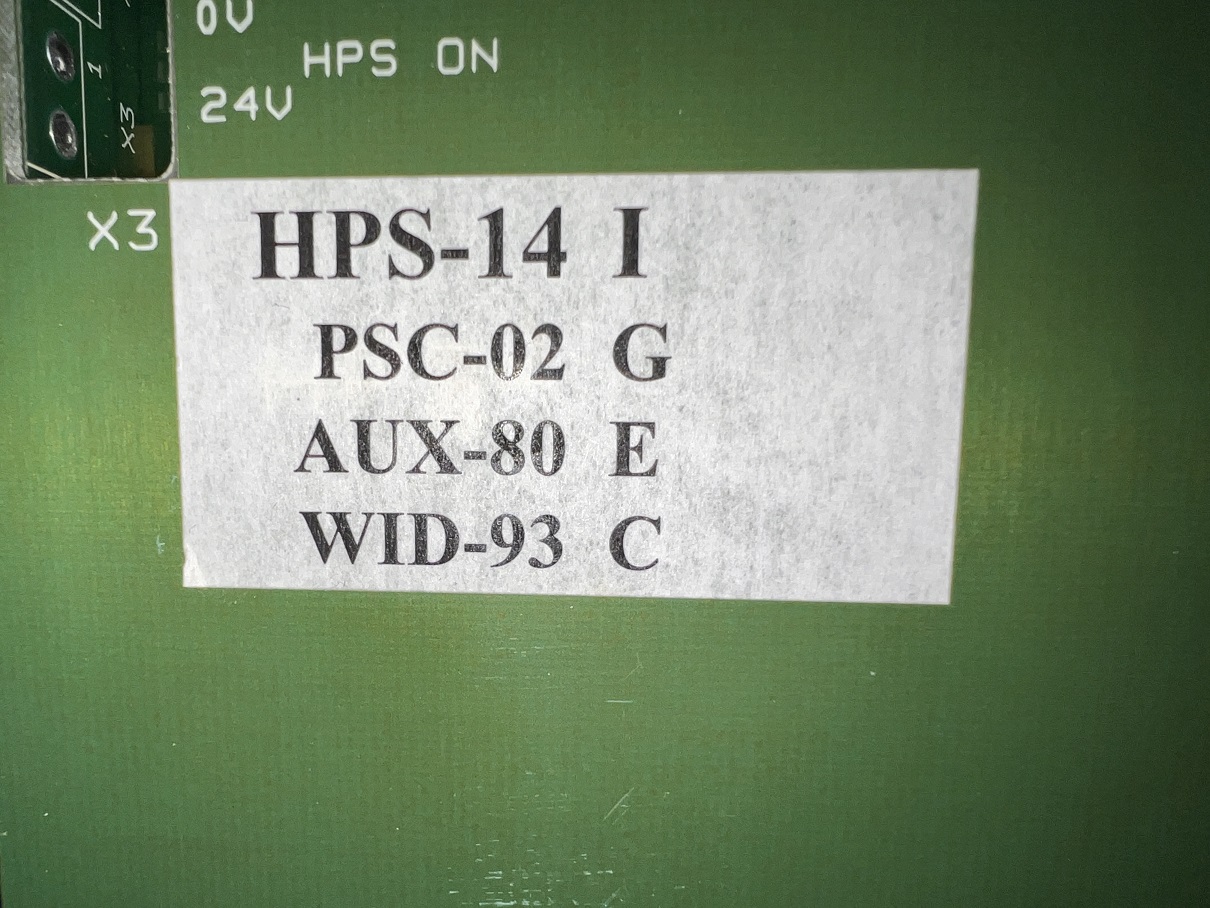 0V
HPS ON
24V
1
X3
X3
HPS-14 I
PSC-02 G
AUX-80 E
WID-93 C